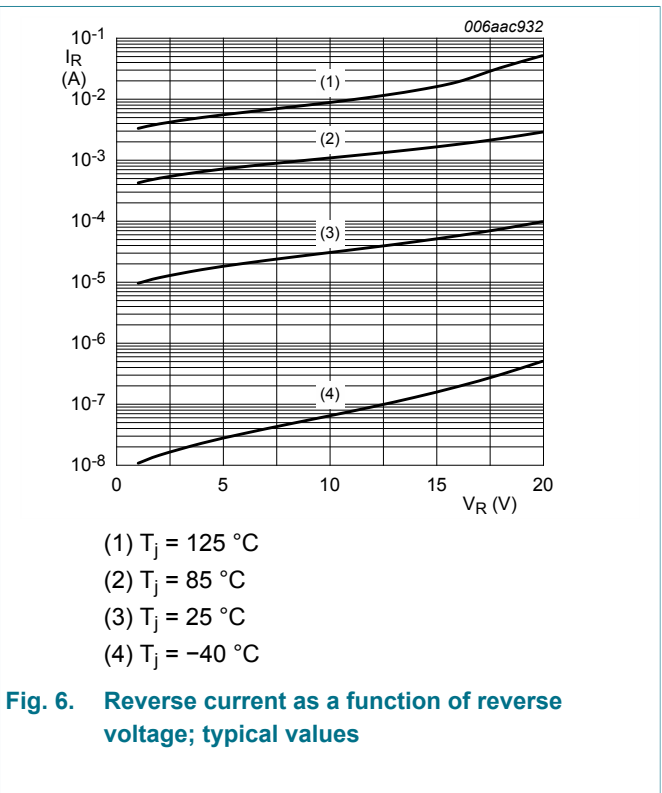 006aac932
10-1
IR
(A)
10-2
10-3
10-4
10-5
10-6
10-7
10-8
(1)
(2)
(3)
(4)
0 5 10 15 20
VR (V)
(1) Tj = 125 °C
(2) Tj = 85 °C
(3) Tj = 25 °C
(4) Tj = −40 °C
Fig. 6. Reverse current as a function of reverse
voltage; typical values